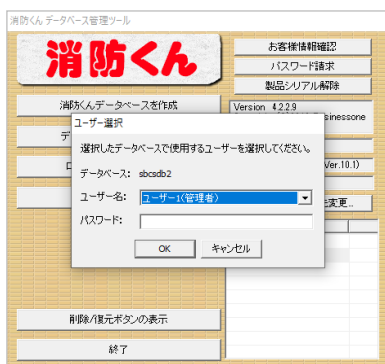 消防くん データベース管理ツール
消防くん
お客様情報確認
パスワード請求
製品シリアル解除
消防くんデータベースを作成
Version 4.2.2.9
sinessone
デ
Ver.10.1)
ユーザー選択
選択したデータベースで使用するユーザーを選択してください。
データベース: sbcsdb2
ユーザー名: ユーザー1(管理者)
パスワード:
OK キャンセル
変更..
削除/復元ボタンの表示
終了